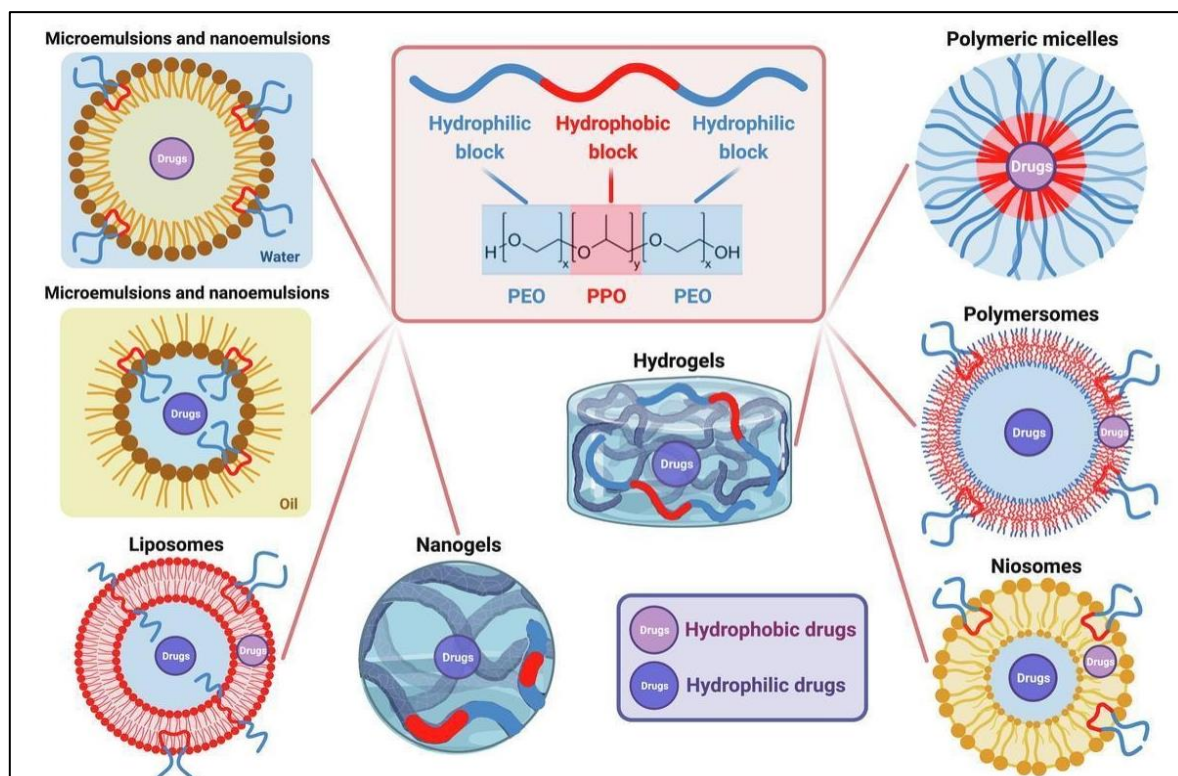 Microemulsions and nanoemulsions
Drugs
Water
Microemulsions and nanoemulsions
Drugs
Oil
Liposomes
Drugs
Drugs
Nanogels
Drugs
Hydrophilic block
Hydrophobic block
Hydrophilic block
H
O
x
O
y
O
x
OH
PEO
PPO
PEO
Hydrogels
Drugs
Drugs Hydrophobic drugs
Drugs Hydrophilic drugs
Polymeric micelles
Drugs
Polymersomes
Drugs
Drugs
Niosomes
Drugs
Drugs